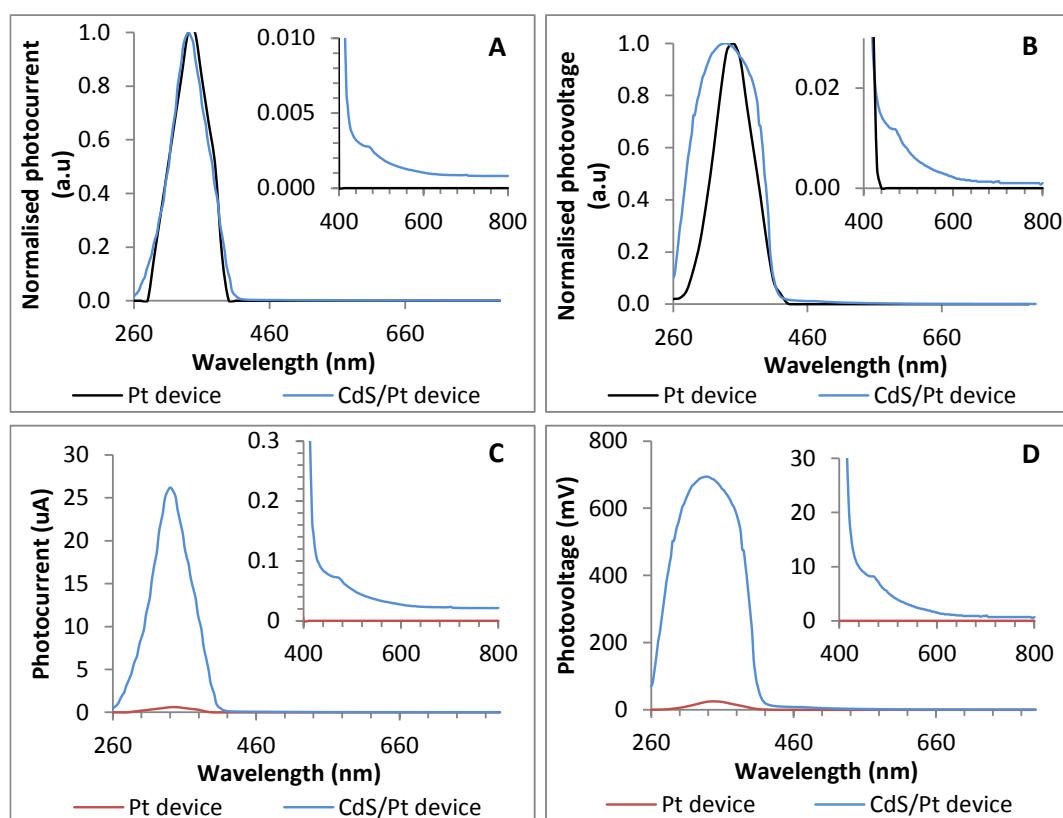 A
Normalised photocurrent
(a.u)
1.0
0.8
0.6
0.4
0.2
0.0
260 460 660
Wavelength (nm)
0.010
0.005
0.000
400 600 800
Pt device CdS/Pt device
B
Normalised photovoltage
(a.u)
1.0
0.8
0.6
0.4
0.2
0.0
260 460 660
Wavelength (nm)
0.02
0.00
400 600 800
Pt device CdS/Pt device
C
Photocurrent (uA)
30
25
20
15
10
5
0
260 460 660
Wavelength (nm)
0.3
0.2
0.1
0
400 600 800
Pt device CdS/Pt device
D
Photovoltage (mV)
800
600
400
200
0
260 460 660
Wavelength (nm)
30
20
10
0
400 600 800
Pt device CdS/Pt device